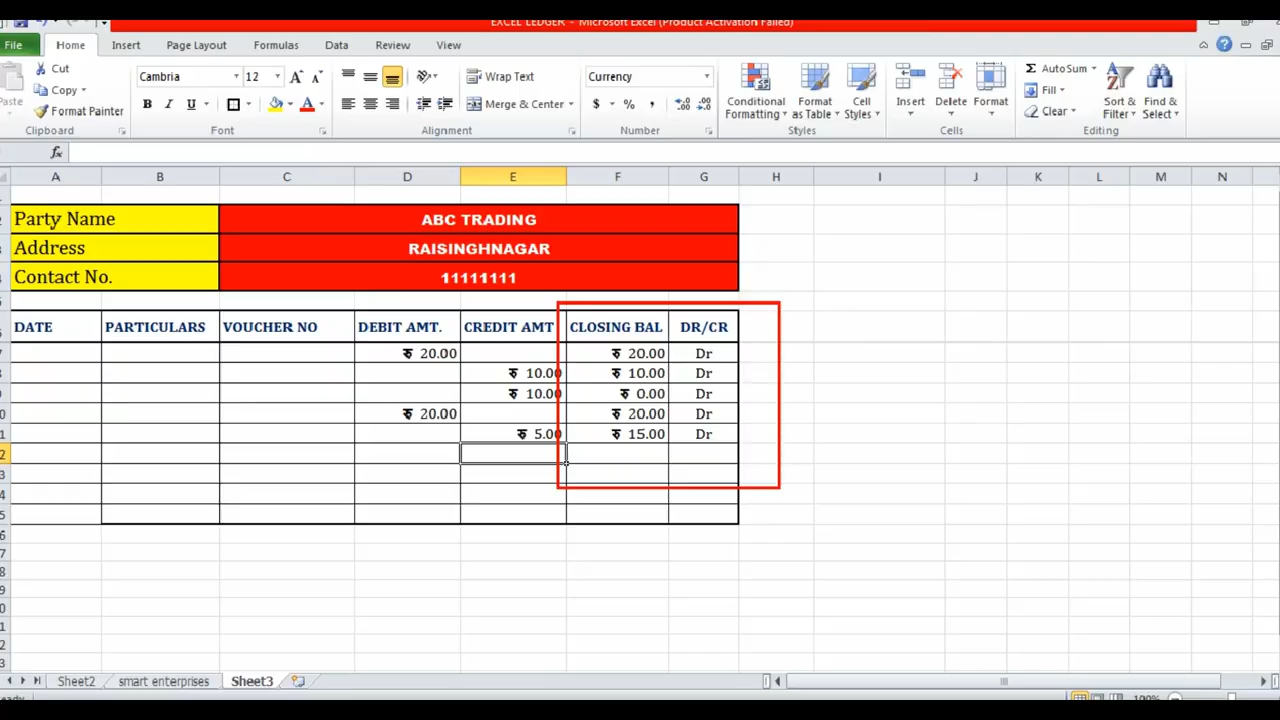 EXCEL LEDGER - Microsoft Excel (Product Activation Failed)
File Home Insert Page Layout Formulas Data Review View
Cut
Copy
Format Painter
Paste
Clipboard
Cambria 12
B I U A
Font
Wrap Text
Merge & Center
Alignment
Currency
$ % ,
Number
Conditional Formatting
Format as Table
Cell Styles
Styles
Insert Delete Format
Cells
Σ AutoSum
Fill
Clear
Sort & Filter
Find & Select
Editing
fx
A B C D E F G H I J K L M N
Party Name ABC TRADING
Address RAISINGHNAGAR
Contact No. 11111111
DATE PARTICULARS VOUCHER NO DEBIT AMT. CREDIT AMT CLOSING BAL DR/CR
रु 20.00 रु 20.00 Dr
रु 10.00 रु 10.00 Dr
रु 10.00 रु 0.00 Dr
रु 20.00 रु 20.00 Dr
रु 5.00 रु 15.00 Dr
Sheet2 smart enterprises Sheet3
100%